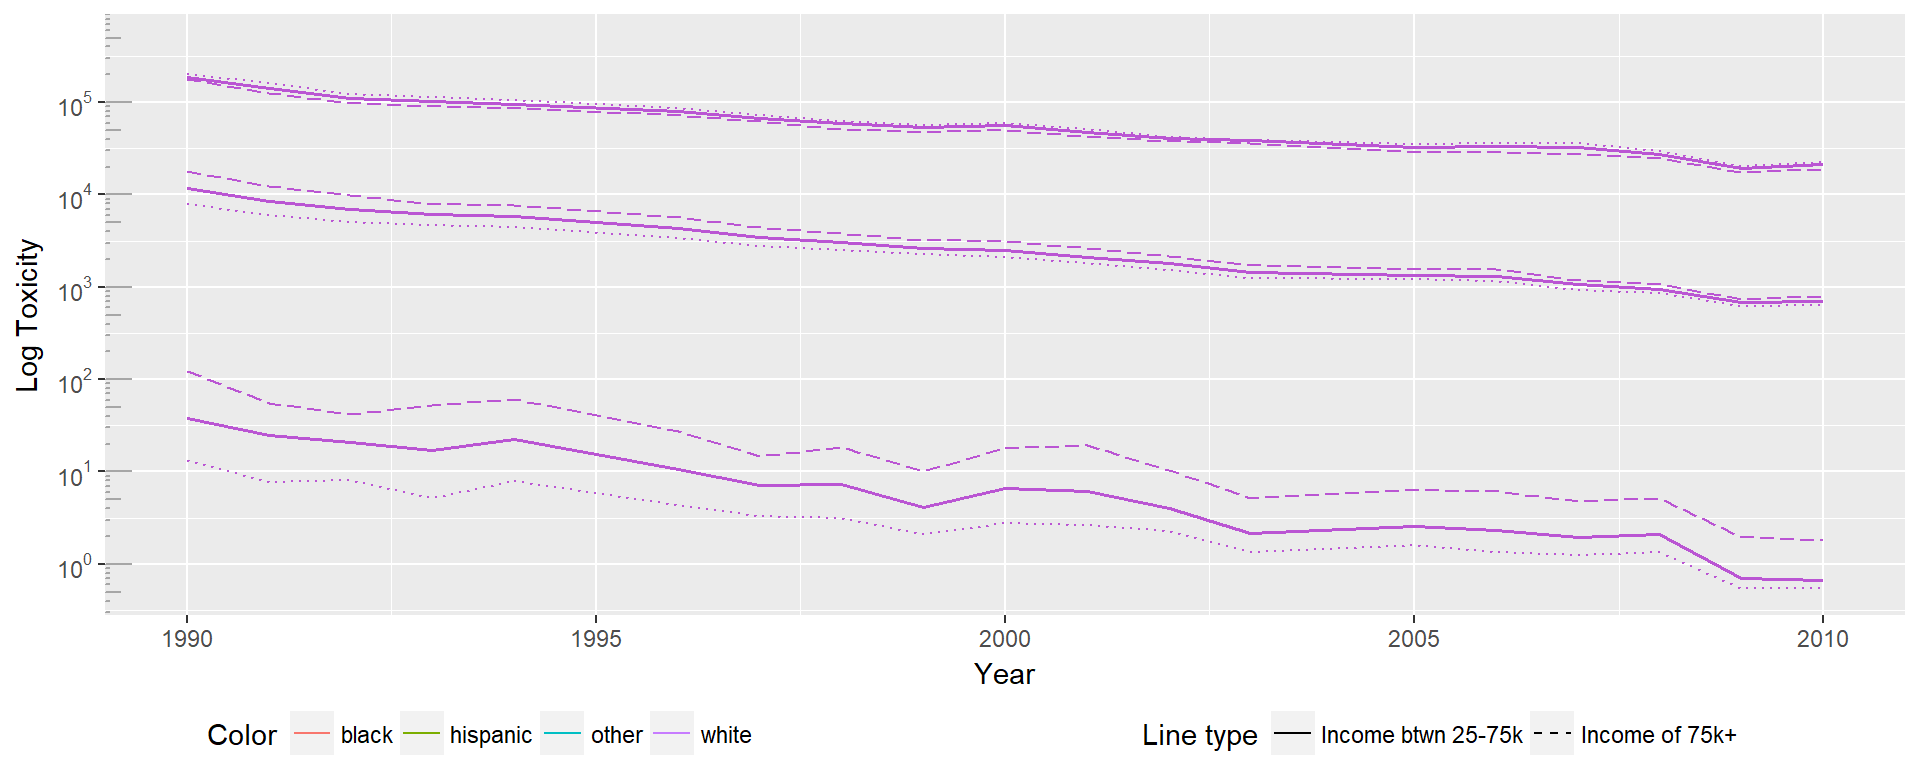 Log Toxicity
10^5
10^4
10^3
10^2
10^1
10^0
1990 1995 2000 2005 2010
Year
Color black hispanic other white Line type Income btwn 25-75k Income of 75k+